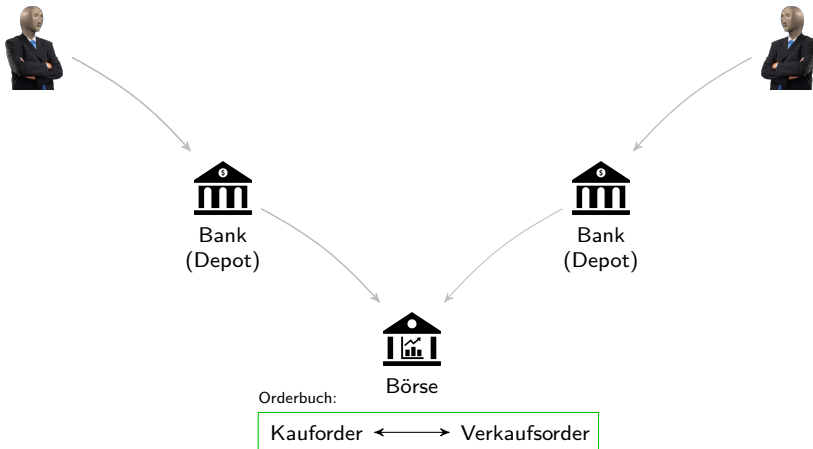 Bank
(Depot)
Bank
(Depot)
Börse
Orderbuch:
Kauforder Verkaufsorder